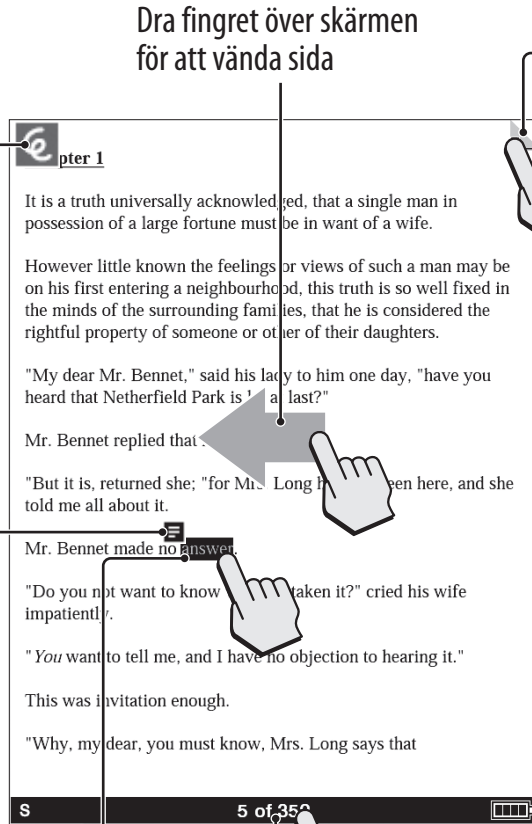 Dra fingret över skärmen
för att vända sida
pter 1
It is a truth universally acknowledged, that a single man in
possession of a large fortune must be in want of a wife.
However little known the feelings or views of such a man may be
on his first entering a neighbourhood, this truth is so well fixed in
the minds of the surrounding families, that he is considered the
rightful property of someone or other of their daughters.
"My dear Mr. Bennet," said his lady to him one day, "have you
heard that Netherfield Park is last?"
Mr. Bennet replied that
"But it is, returned she; "for Mrs. Long een here, and she
told me all about it.
Mr. Bennet made no answer.
"Do you not want to know taken it?" cried his wife
impatiently.
"You want to tell me, and I have no objection to hearing it."
This was invitation enough.
"Why, my dear, you must know, Mrs. Long says that
S 5 of 350